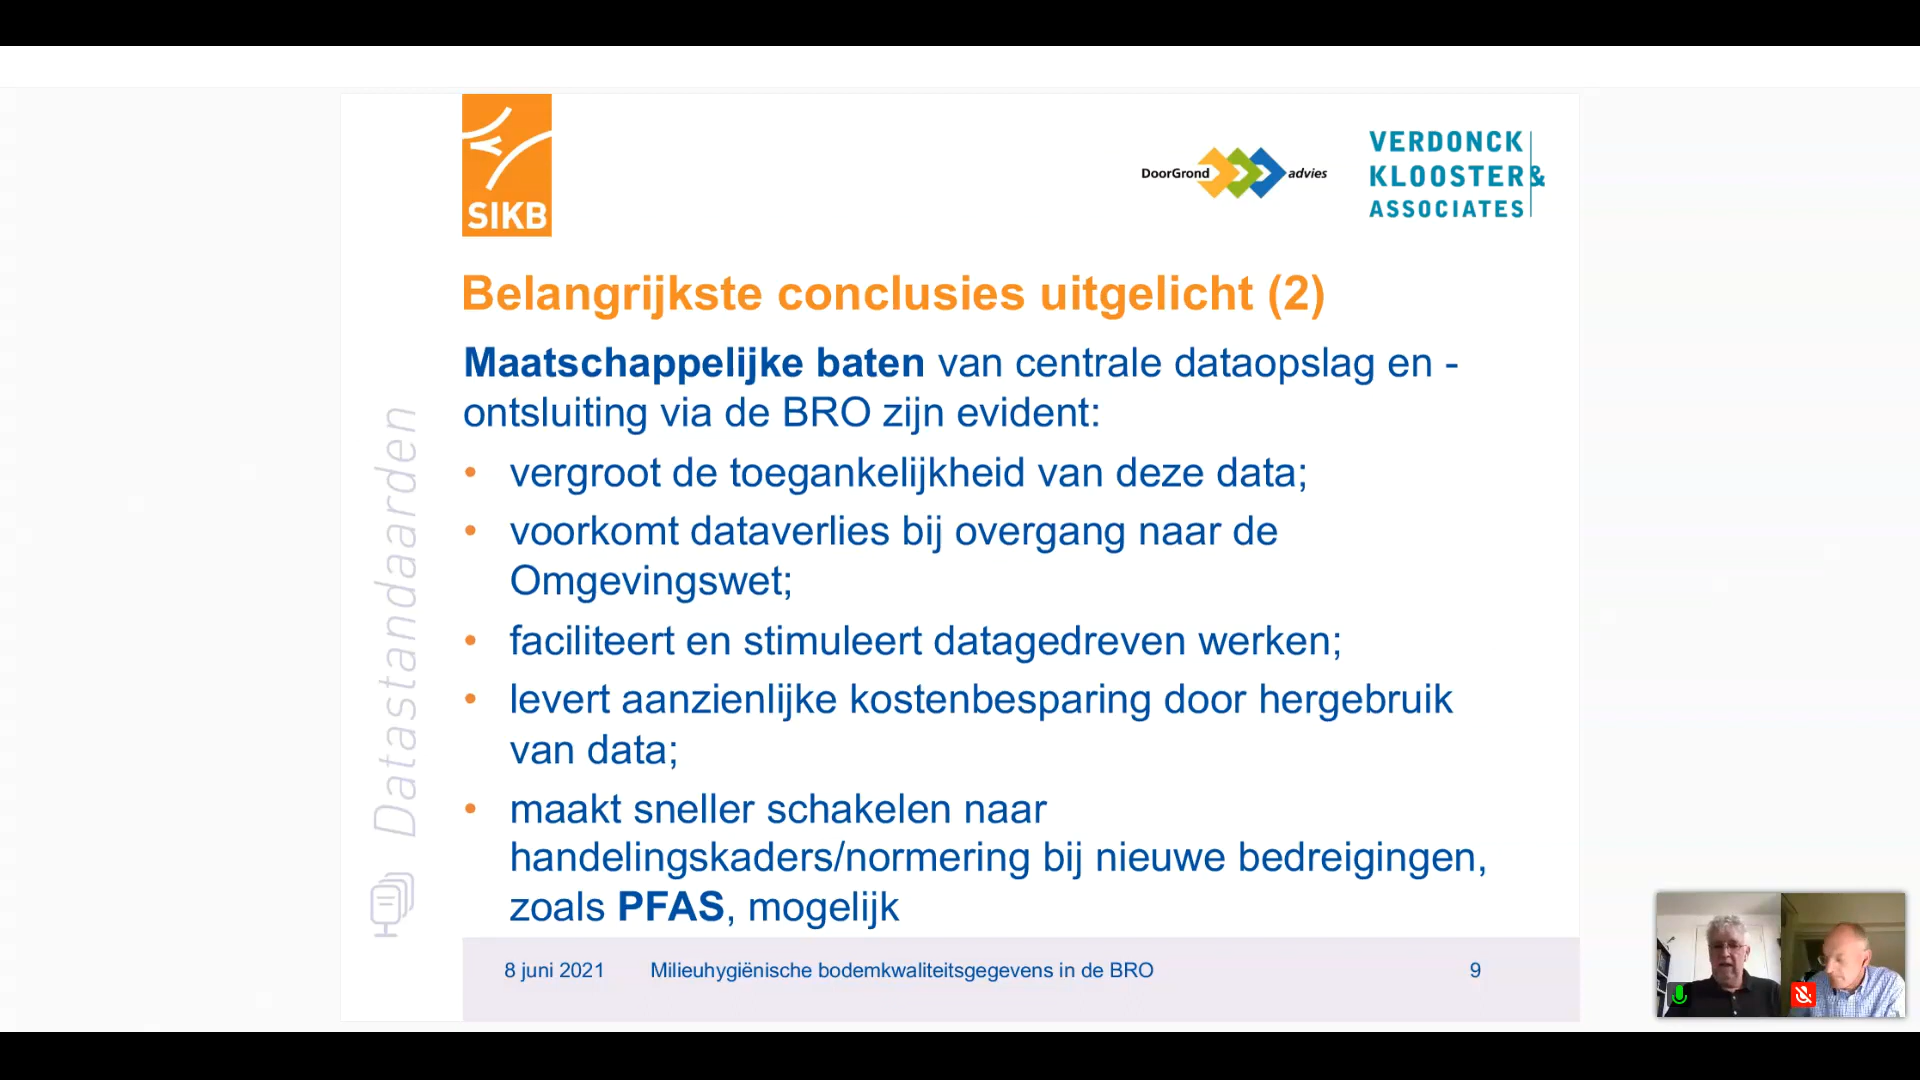 SIKB
DoorGrond advies
VERDONCK
KLOOSTER&
ASSOCIATES
Belangrijkste conclusies uitgelicht (2)
Maatschappelijke baten van centrale dataopslag en -
ontsluiting via de BRO zijn evident:
• vergroot de toegankelijkheid van deze data;
• voorkomt dataverlies bij overgang naar de
Omgevingswet;
• faciliteert en stimuleert datagedreven werken;
• levert aanzienlijke kostenbesparing door hergebruik
van data;
• maakt sneller schakelen naar
handelingskaders/normering bij nieuwe bedreigingen,
zoals PFAS, mogelijk
Datastandaarden
8 juni 2021 Milieuhygiënische bodemkwaliteitsgegevens in de BRO 9